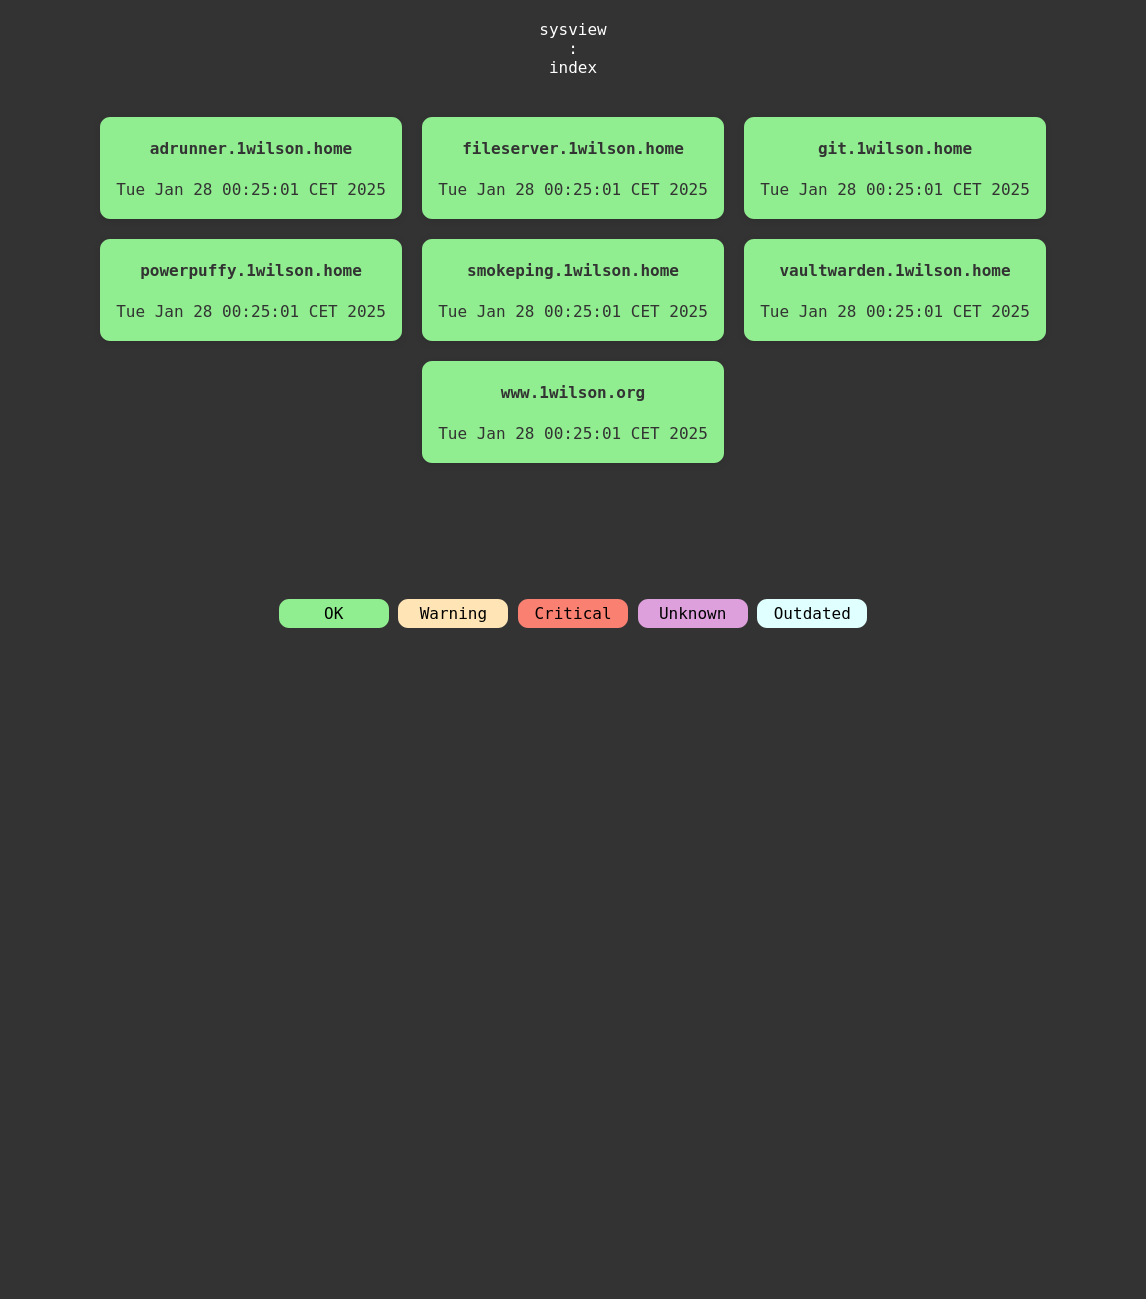 sysview
:
index
adrunner.1wilson.home
Tue Jan 28 00:25:01 CET 2025
fileserver.1wilson.home
Tue Jan 28 00:25:01 CET 2025
git.1wilson.home
Tue Jan 28 00:25:01 CET 2025
powerpuffy.1wilson.home
Tue Jan 28 00:25:01 CET 2025
smokeping.1wilson.home
Tue Jan 28 00:25:01 CET 2025
vaultwarden.1wilson.home
Tue Jan 28 00:25:01 CET 2025
www.1wilson.org
Tue Jan 28 00:25:01 CET 2025
OK
Warning
Critical
Unknown
Outdated